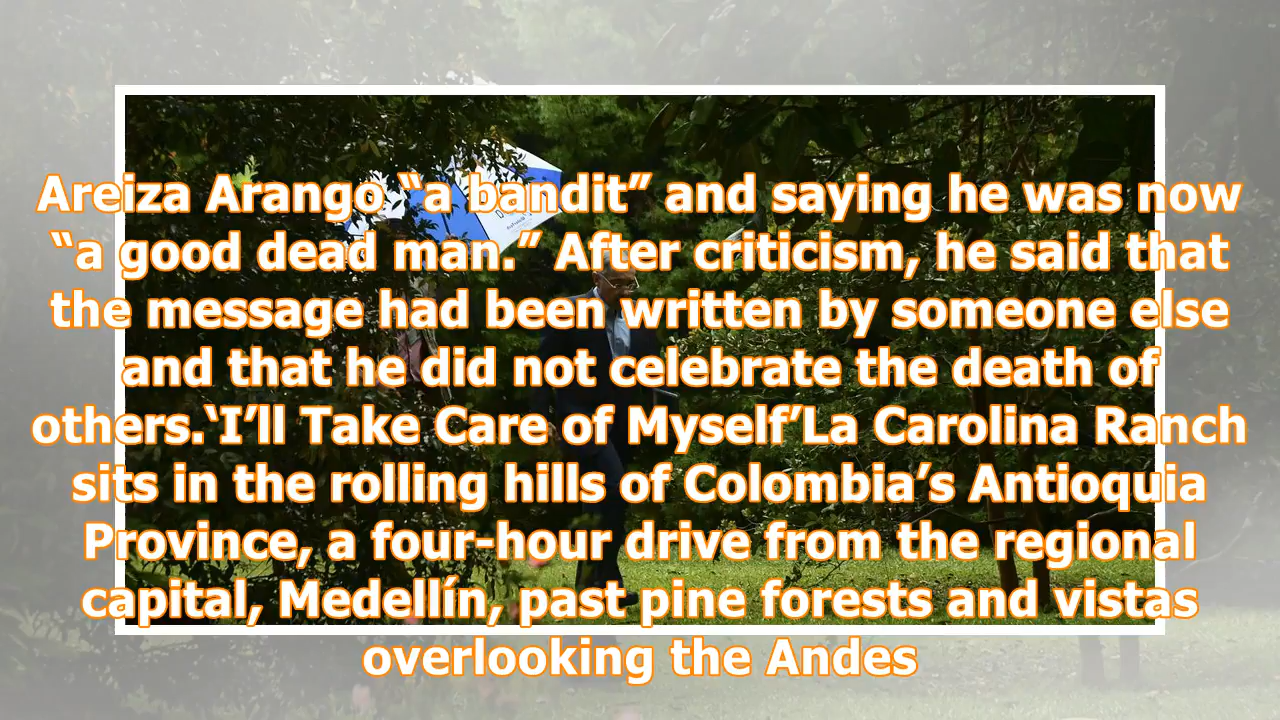 Areiza Arango “a bandit” and saying he was now
“a good dead man.” After criticism, he said that
the message had been written by someone else
and that he did not celebrate the death of
others.‘I’ll Take Care of Myself’La Carolina Ranch
sits in the rolling hills of Colombia’s Antioquia
Province, a four-hour drive from the regional
capital, Medellín, past pine forests and vistas
overlooking the Andes